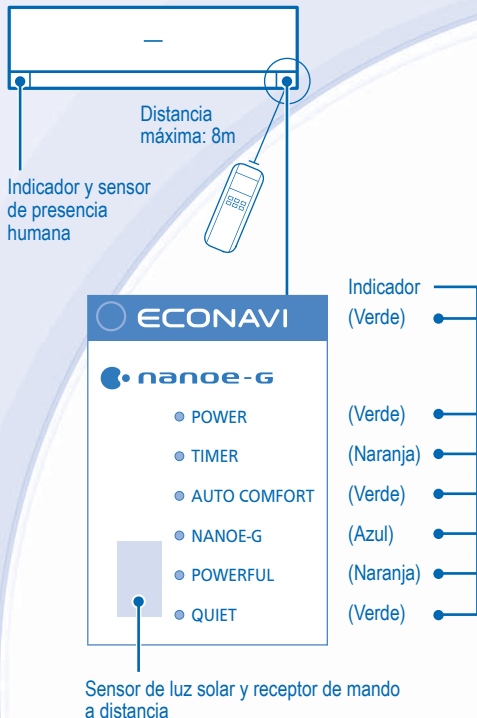 Distancia
máxima: 8m
Indicador y sensor
de presencia
humana
Indicador
ECONAVI
(Verde)
nanoe-G
POWER
(Verde)
TIMER
(Naranja)
AUTO COMFORT
(Verde)
NANOE-G
(Azul)
POWERFUL
(Naranja)
QUIET
(Verde)
Sensor de luz solar y receptor de mando
a distancia